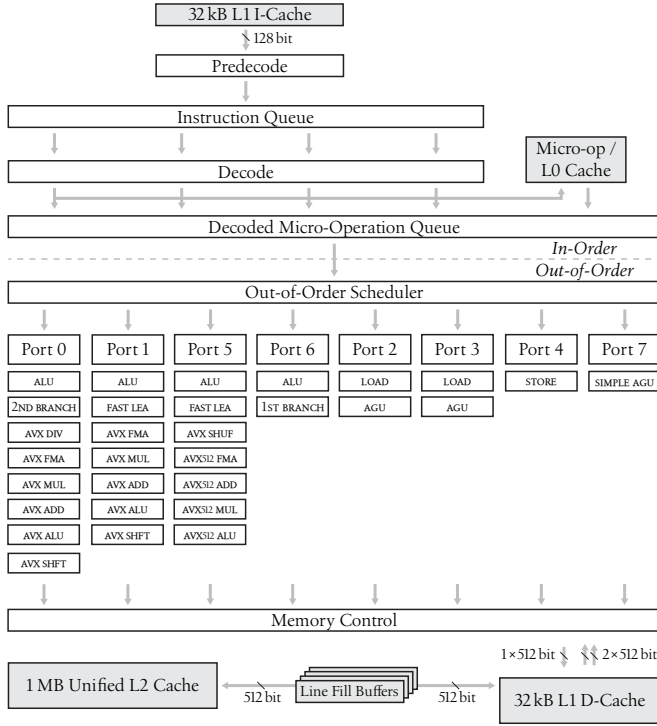 32 kB L1 I-Cache
128 bit
Predecode
Instruction Queue
Decode
Micro-op /
L0 Cache
Decoded Micro-Operation Queue
In-Order
Out-of-Order
Out-of-Order Scheduler
Port 0 Port 1 Port 5 Port 6 Port 2 Port 3 Port 4 Port 7
ALU ALU ALU ALU LOAD LOAD STORE SIMPLE AGU
2ND BRANCH FAST LEA FAST LEA 1ST BRANCH AGU AGU
AVX DIV AVX FMA AVX SHUF
AVX FMA AVX MUL AVX512 FMA
AVX MUL AVX ADD AVX512 ADD
AVX ADD AVX ALU AVX512 MUL
AVX ALU AVX SHFT AVX512 ALU
AVX SHFT
Memory Control
1×512 bit 2×512 bit
1 MB Unified L2 Cache 512 bit Line Fill Buffers 512 bit 32 kB L1 D-Cache